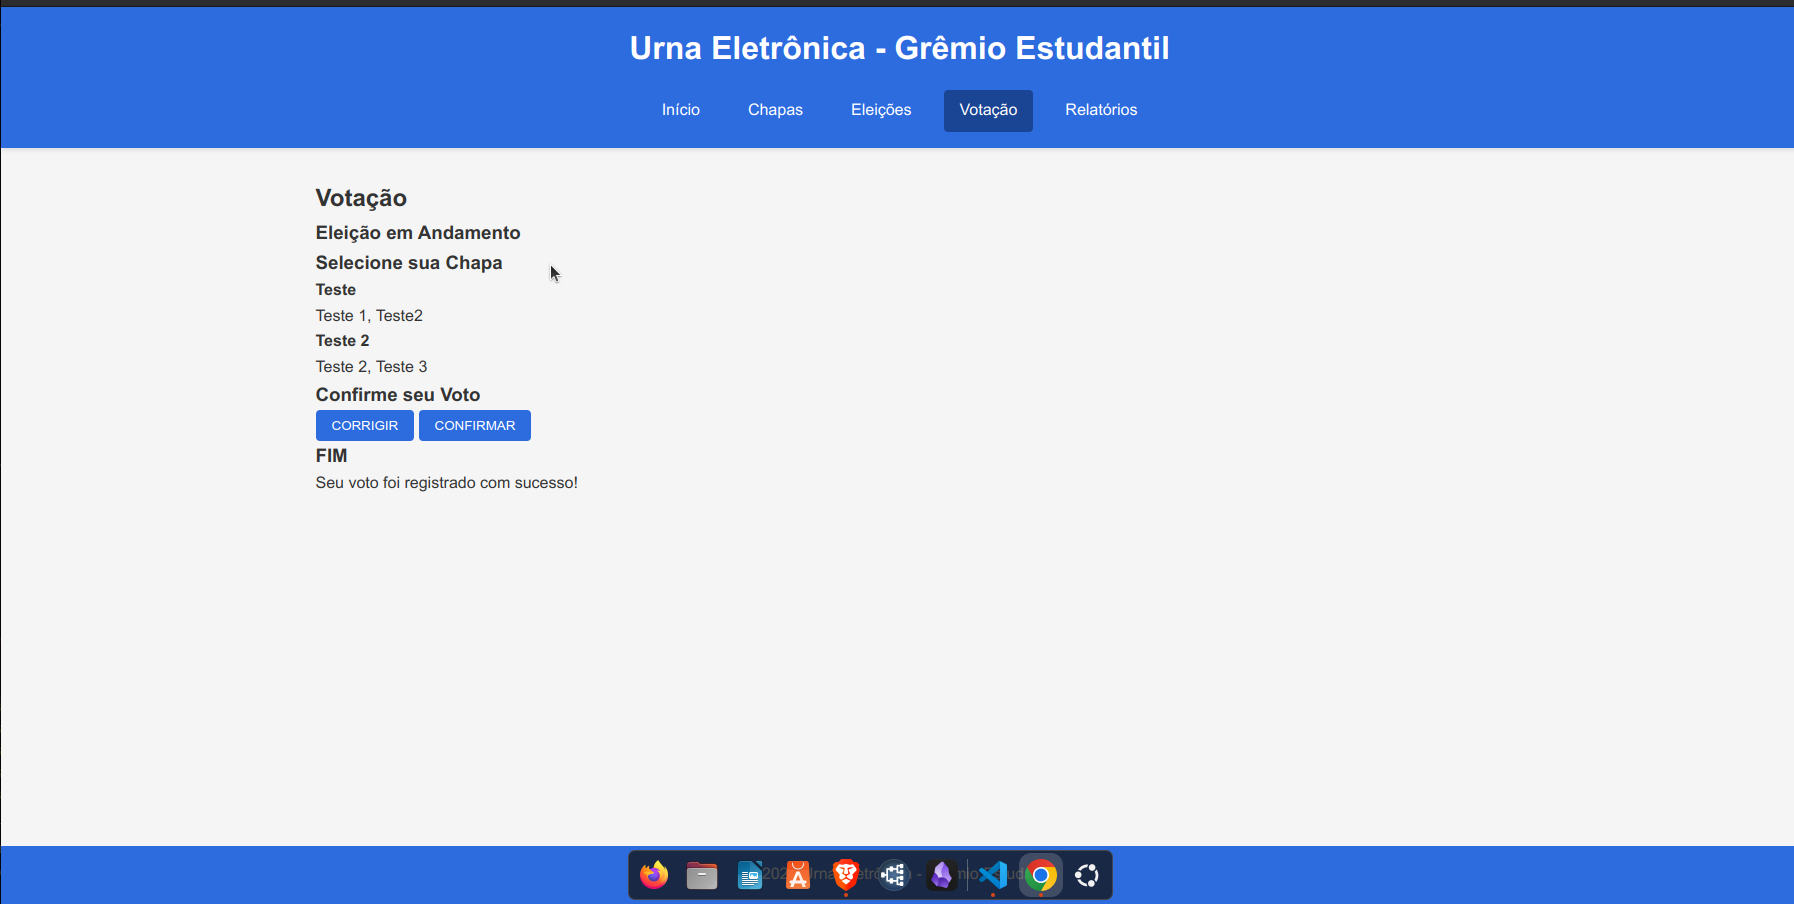 Urna Eletrônica - Grêmio Estudantil
Início Chapas Eleições Votação Relatórios
Votação
Eleição em Andamento
Selecione sua Chapa
Teste
Teste 1, Teste2
Teste 2
Teste 2, Teste 3
Confirme seu Voto
CORRIGIR CONFIRMAR
FIM
Seu voto foi registrado com sucesso!